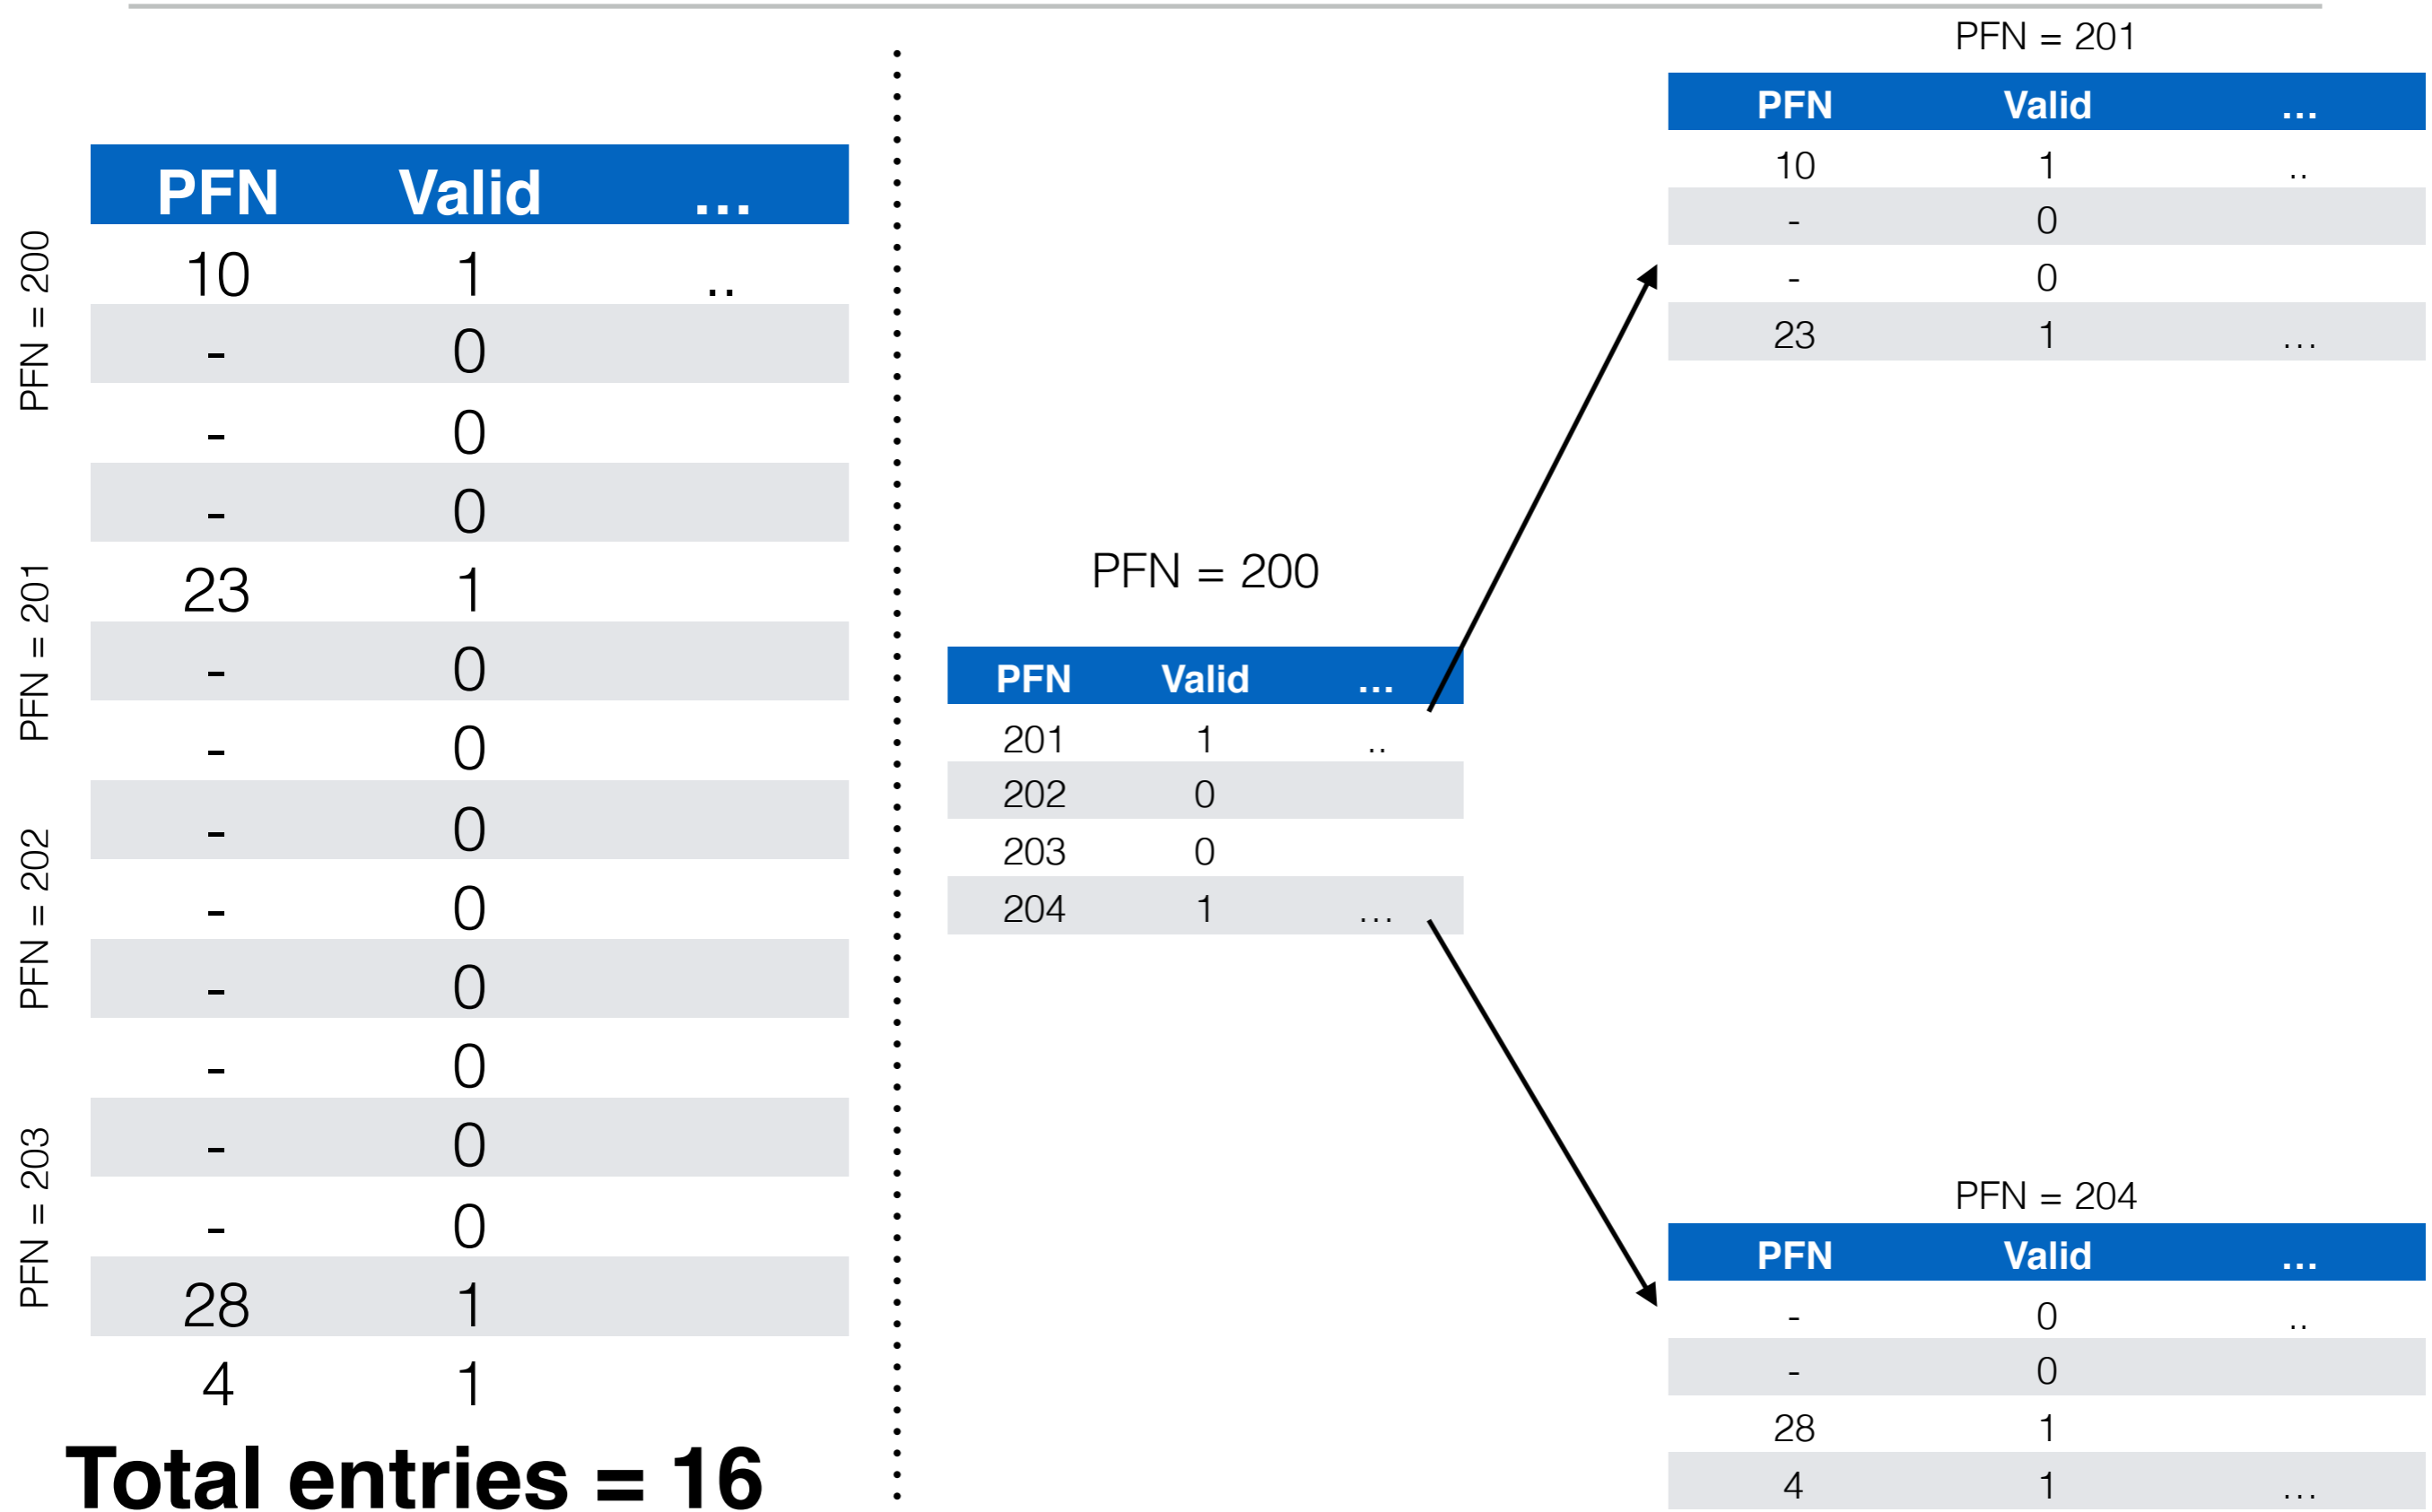 PFN Valid ...
10 1 ..
- 0
- 0
- 0
23 1
- 0
- 0
- 0
- 0
- 0
- 0
- 0
- 0
28 1
4 1
Total entries = 16
PFN = 200
PFN = 201
PFN = 202
PFN = 203
PFN = 200
PFN Valid ...
201 1 ..
202 0
203 0
204 1 ...
PFN = 201
PFN Valid ...
10 1 ..
- 0
- 0
23 1 ...
PFN = 204
PFN Valid ...
- 0 ..
- 0
28 1
4 1 ...